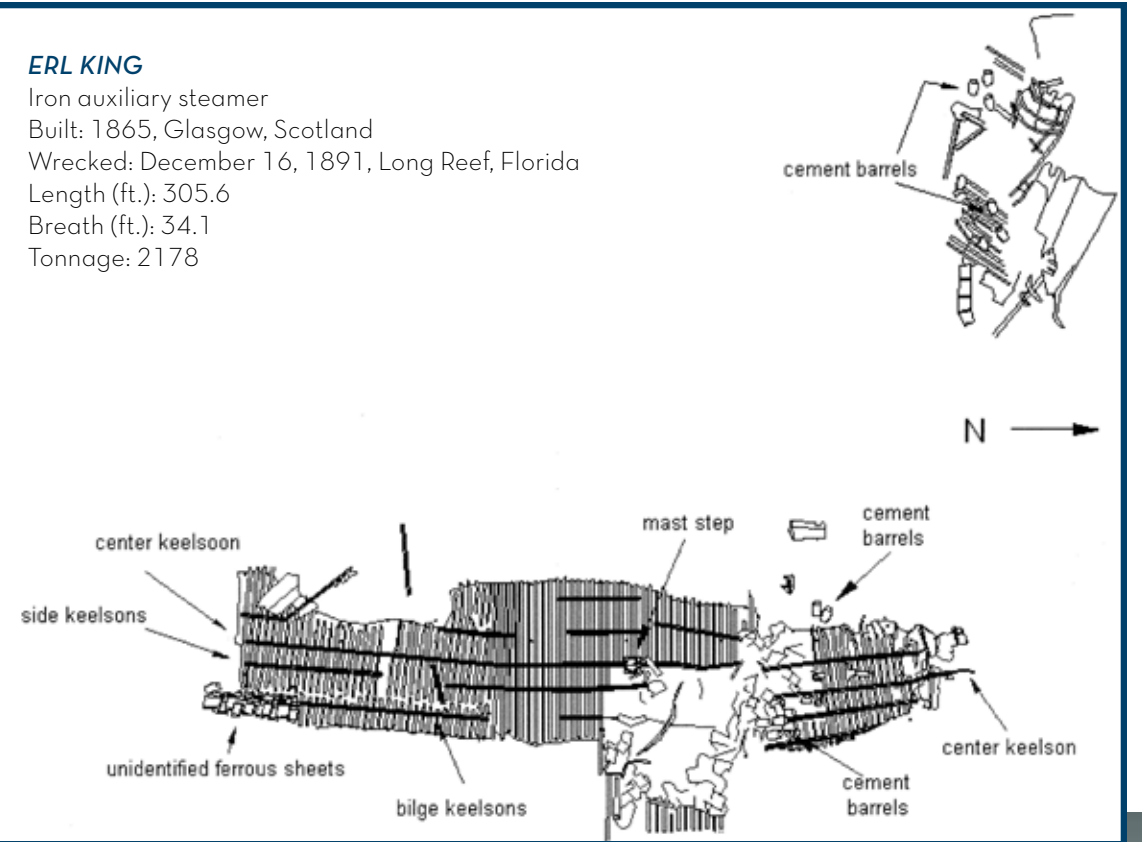 ERL KING
Iron auxiliary steamer
Built: 1865, Glasgow, Scotland
Wrecked: December 16, 1891, Long Reef, Florida
Length (ft.): 305.6
Breath (ft.): 34.1
Tonnage: 2178
cement barrels
N
mast step
cement
barrels
center keelsoon
side keelsons
unidentified ferrous sheets
bilge keelsons
cement
barrels
center keelson